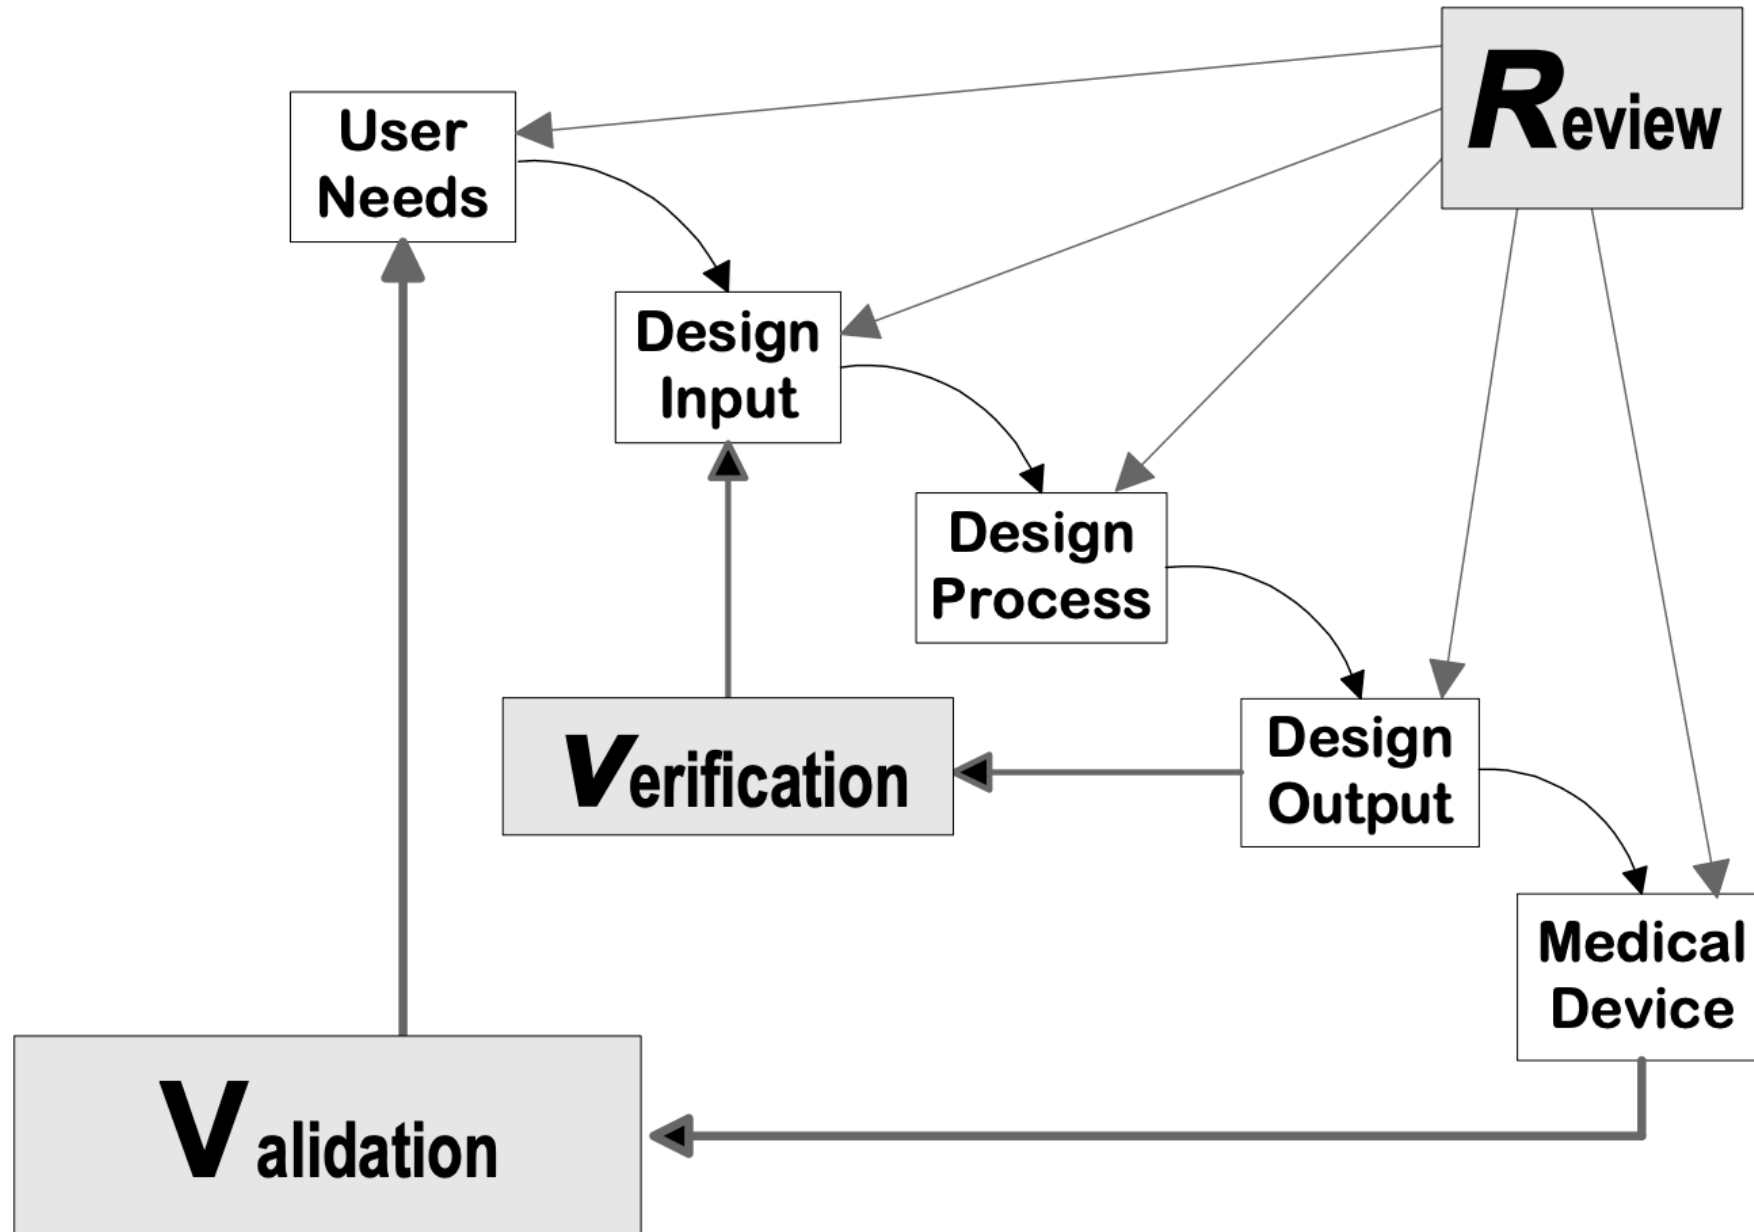 Review
User
Needs
Design
Input
Design
Process
Verification
Design
Output
Medical
Device
Validation